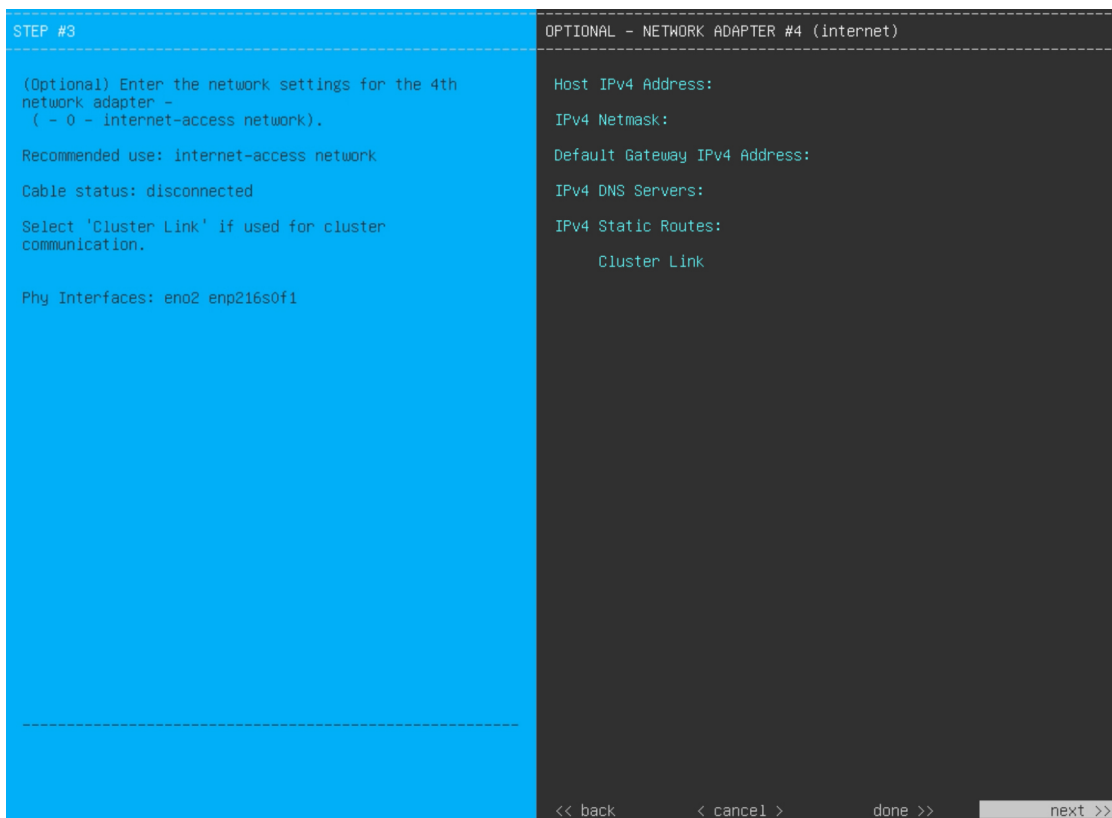 STEP #3
(Optional) Enter the network settings for the 4th
network adapter -
( - 0 - internet-access network).
Recommended use: internet-access network
Cable status: disconnected
Select 'Cluster Link' if used for cluster
communication.
Phy Interfaces: eno2 enp216s0f1
OPTIONAL - NETWORK ADAPTER #4 (internet)
Host IPv4 Address:
IPv4 Netmask:
Default Gateway IPv4 Address:
IPv4 DNS Servers:
IPv4 Static Routes:
Cluster Link
<< back < cancel > done >> next >>